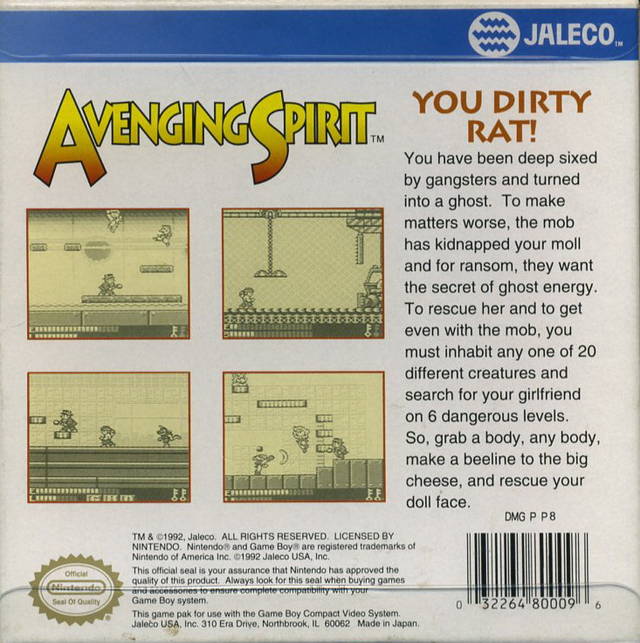 JALECO™
AVENGING SPIRIT™
YOU DIRTY
RAT!
You have been deep sixed
by gangsters and turned
into a ghost. To make
matters worse, the mob
has kidnapped your moll
and for ransom, they want
the secret of ghost energy.
To rescue her and to get
even with the mob, you
must inhabit any one of 20
different creatures and
search for your girlfriend
on 6 dangerous levels.
So, grab a body, any body,
make a beeline to the big
cheese, and rescue your
doll face.
DMG P P8
TM & ©1992, Jaleco. ALL RIGHTS RESERVED. LICENSED BY
NINTENDO. Nintendo® and Game Boy® are registered trademarks of
Nintendo of America Inc. ©1992 Jaleco USA, Inc.
This official seal is your assurance that Nintendo has approved the
quality of this product. Always look for this seal when buying games
and accessories to ensure complete compatibility with your
Game Boy system.
This game pak for use with the Game Boy Compact Video System.
Jaleco USA, Inc. 310 Era Drive, Northbrook, IL 60062 Made in Japan.
Official
Nintendo
Seal Of Quality
0 32264 80009 6